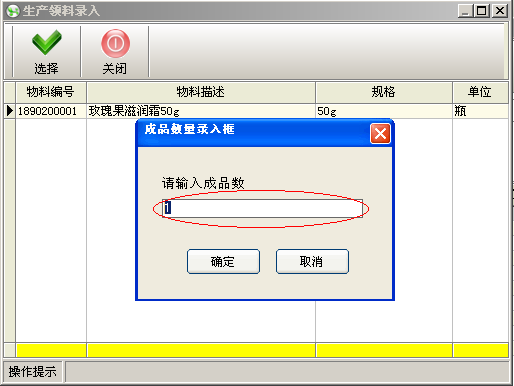 生产领料录入
选择 关闭
物料编号 物料描述 规格 单位
1890200001 玫瑰果滋润霜50g 50g 瓶
成品数量录入框
请输入成品数
1
确定 取消
操作提示